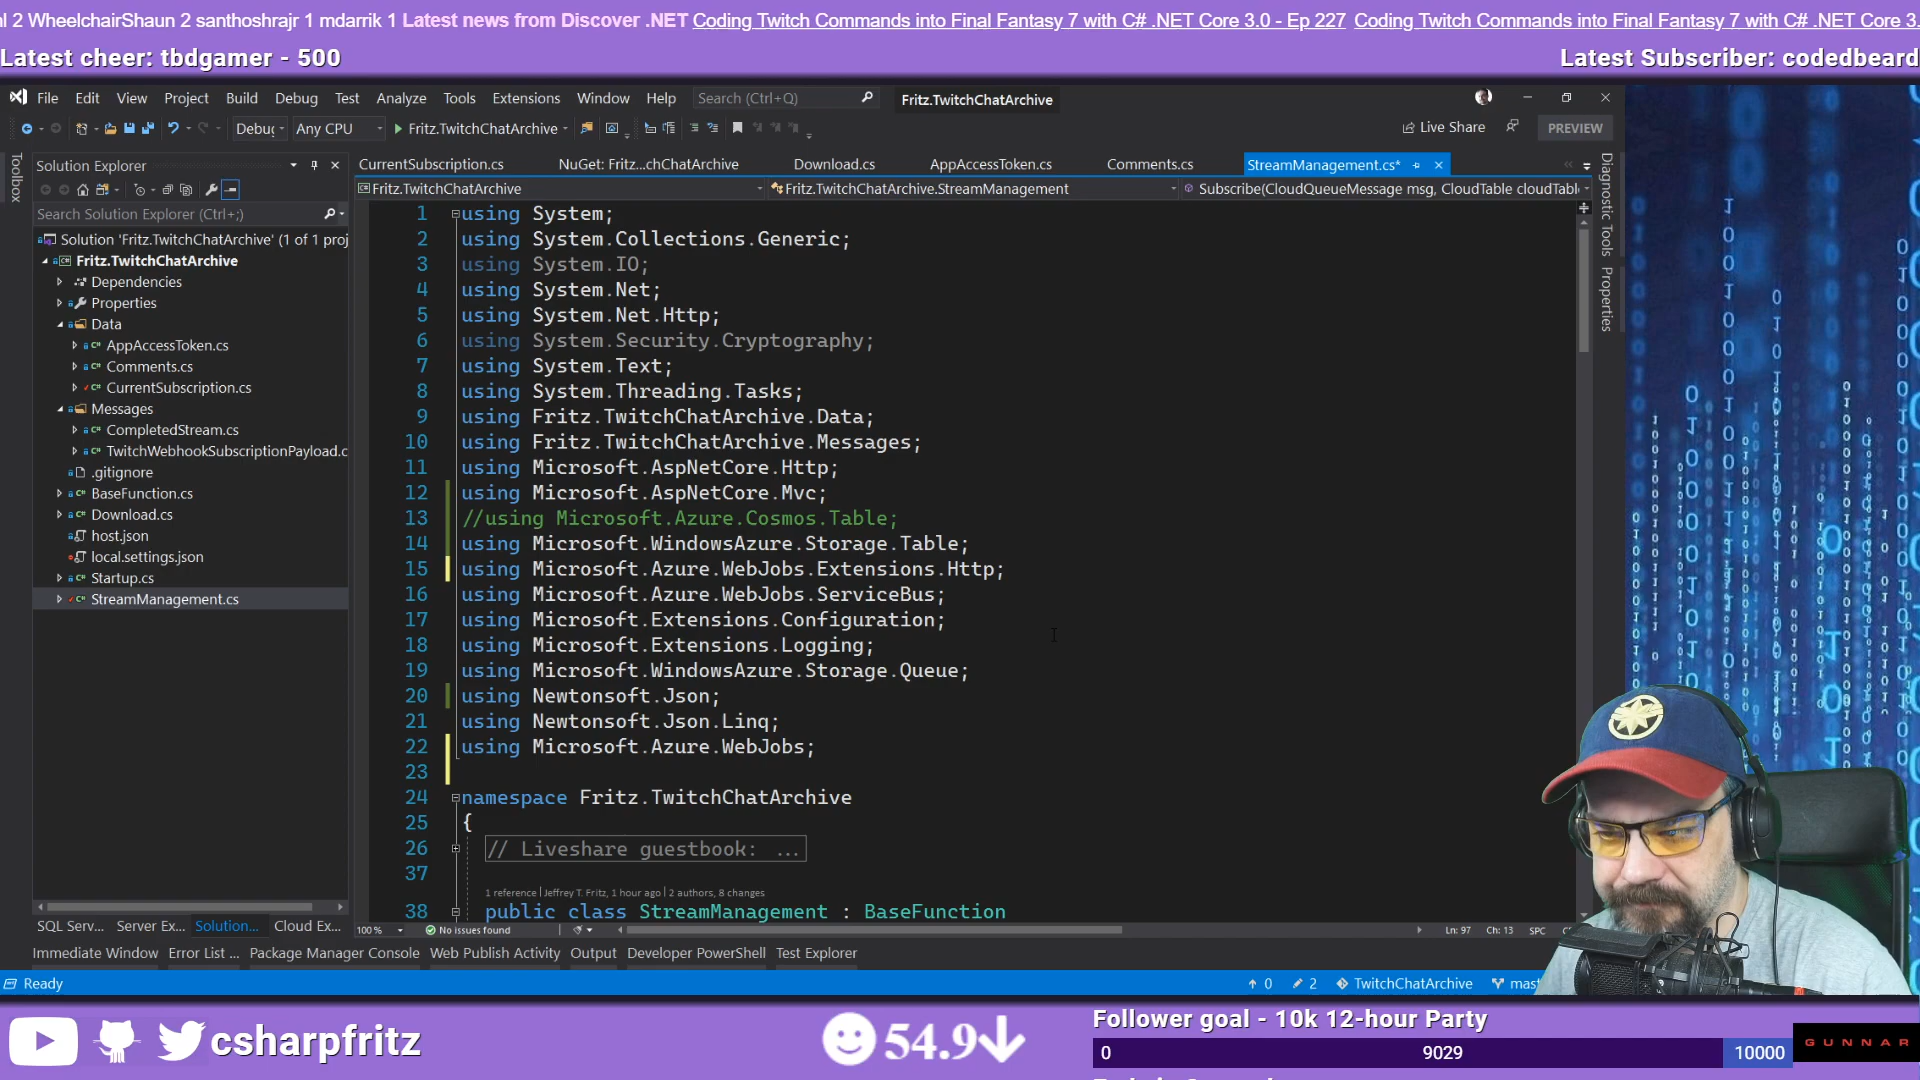 nl 2 WheelchairShaun 2 santhoshrajr 1 mdarrik 1 Latest news from Discover .NET Coding Twitch Commands into Final Fantasy 7 with C# .NET Core 3.0 - Ep 227 Coding Twitch Commands into Final Fantasy 7 with C# .NET Core 3.
Latest cheer: tbdgamer - 500
Latest Subscriber: codedbeard
File Edit View Project Build Debug Test Analyze Tools Extensions Window Help Search (Ctrl+Q) Fritz.TwitchChatArchive
Debug Any CPU Fritz.TwitchChatArchive Live Share PREVIEW
Toolbox
Solution Explorer
Search Solution Explorer (Ctrl+;)
Solution 'Fritz.TwitchChatArchive' (1 of 1 proj
Fritz.TwitchChatArchive
Dependencies
Properties
Data
AppAccessToken.cs
Comments.cs
CurrentSubscription.cs
Messages
CompletedStream.cs
TwitchWebhookSubscriptionPayload.c
.gitignore
BaseFunction.cs
Download.cs
host.json
local.settings.json
Startup.cs
StreamManagement.cs
SQL Serv... Server Ex... Solution... Cloud Ex...
CurrentSubscription.cs NuGet: Fritz...chChatArchive Download.cs AppAccessToken.cs Comments.cs StreamManagement.cs*
Fritz.TwitchChatArchive Fritz.TwitchChatArchive.StreamManagement Subscribe(CloudQueueMessage msg, CloudTable cloudTabl
1 using System;
2 using System.Collections.Generic;
3 using System.IO;
4 using System.Net;
5 using System.Net.Http;
6 using System.Security.Cryptography;
7 using System.Text;
8 using System.Threading.Tasks;
9 using Fritz.TwitchChatArchive.Data;
10 using Fritz.TwitchChatArchive.Messages;
11 using Microsoft.AspNetCore.Http;
12 using Microsoft.AspNetCore.Mvc;
13 //using Microsoft.Azure.Cosmos.Table;
14 using Microsoft.WindowsAzure.Storage.Table;
15 using Microsoft.Azure.WebJobs.Extensions.Http;
16 using Microsoft.Azure.WebJobs.ServiceBus;
17 using Microsoft.Extensions.Configuration;
18 using Microsoft.Extensions.Logging;
19 using Microsoft.WindowsAzure.Storage.Queue;
20 using Newtonsoft.Json;
21 using Newtonsoft.Json.Linq;
22 using Microsoft.Azure.WebJobs;
23
24 namespace Fritz.TwitchChatArchive
25 {
26 // Liveshare guestbook: ...
37
1 reference | Jeffrey T. Fritz, 1 hour ago | 2 authors, 8 changes
38 public class StreamManagement : BaseFunction
100 % No issues found Ln: 97 Ch: 13 SPC
Diagnostic Tools
Properties
Immediate Window Error List ... Package Manager Console Web Publish Activity Output Developer PowerShell Test Explorer
Ready 0 2 TwitchChatArchive mast
csharpfritz
54.9
Follower goal - 10k 12-hour Party
0 9029 10000
GUNNAR